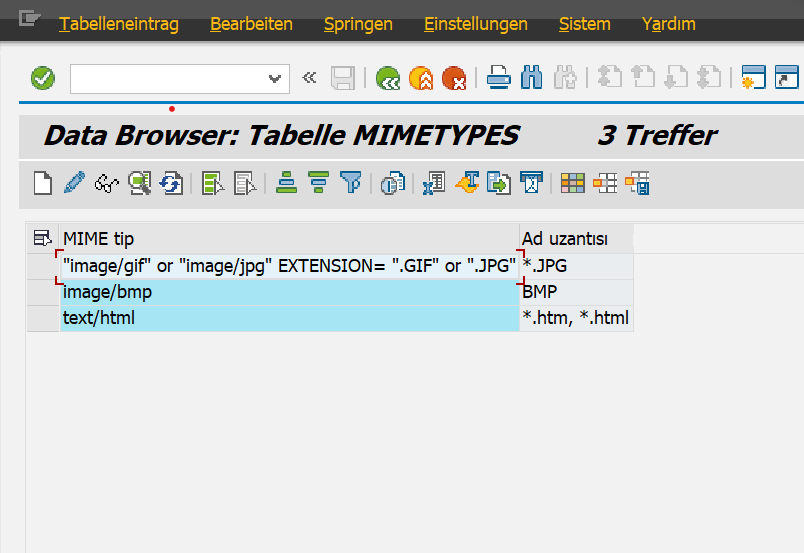 Tabelleneintrag Bearbeiten Springen Einstellungen Sistem Yardım
Data Browser: Tabelle MIMETYPES 3 Treffer
MIME tip Ad uzantısı
"image/gif" or "image/jpg" EXTENSION= ".GIF" or ".JPG" *.JPG
image/bmp BMP
text/html *.htm, *.html